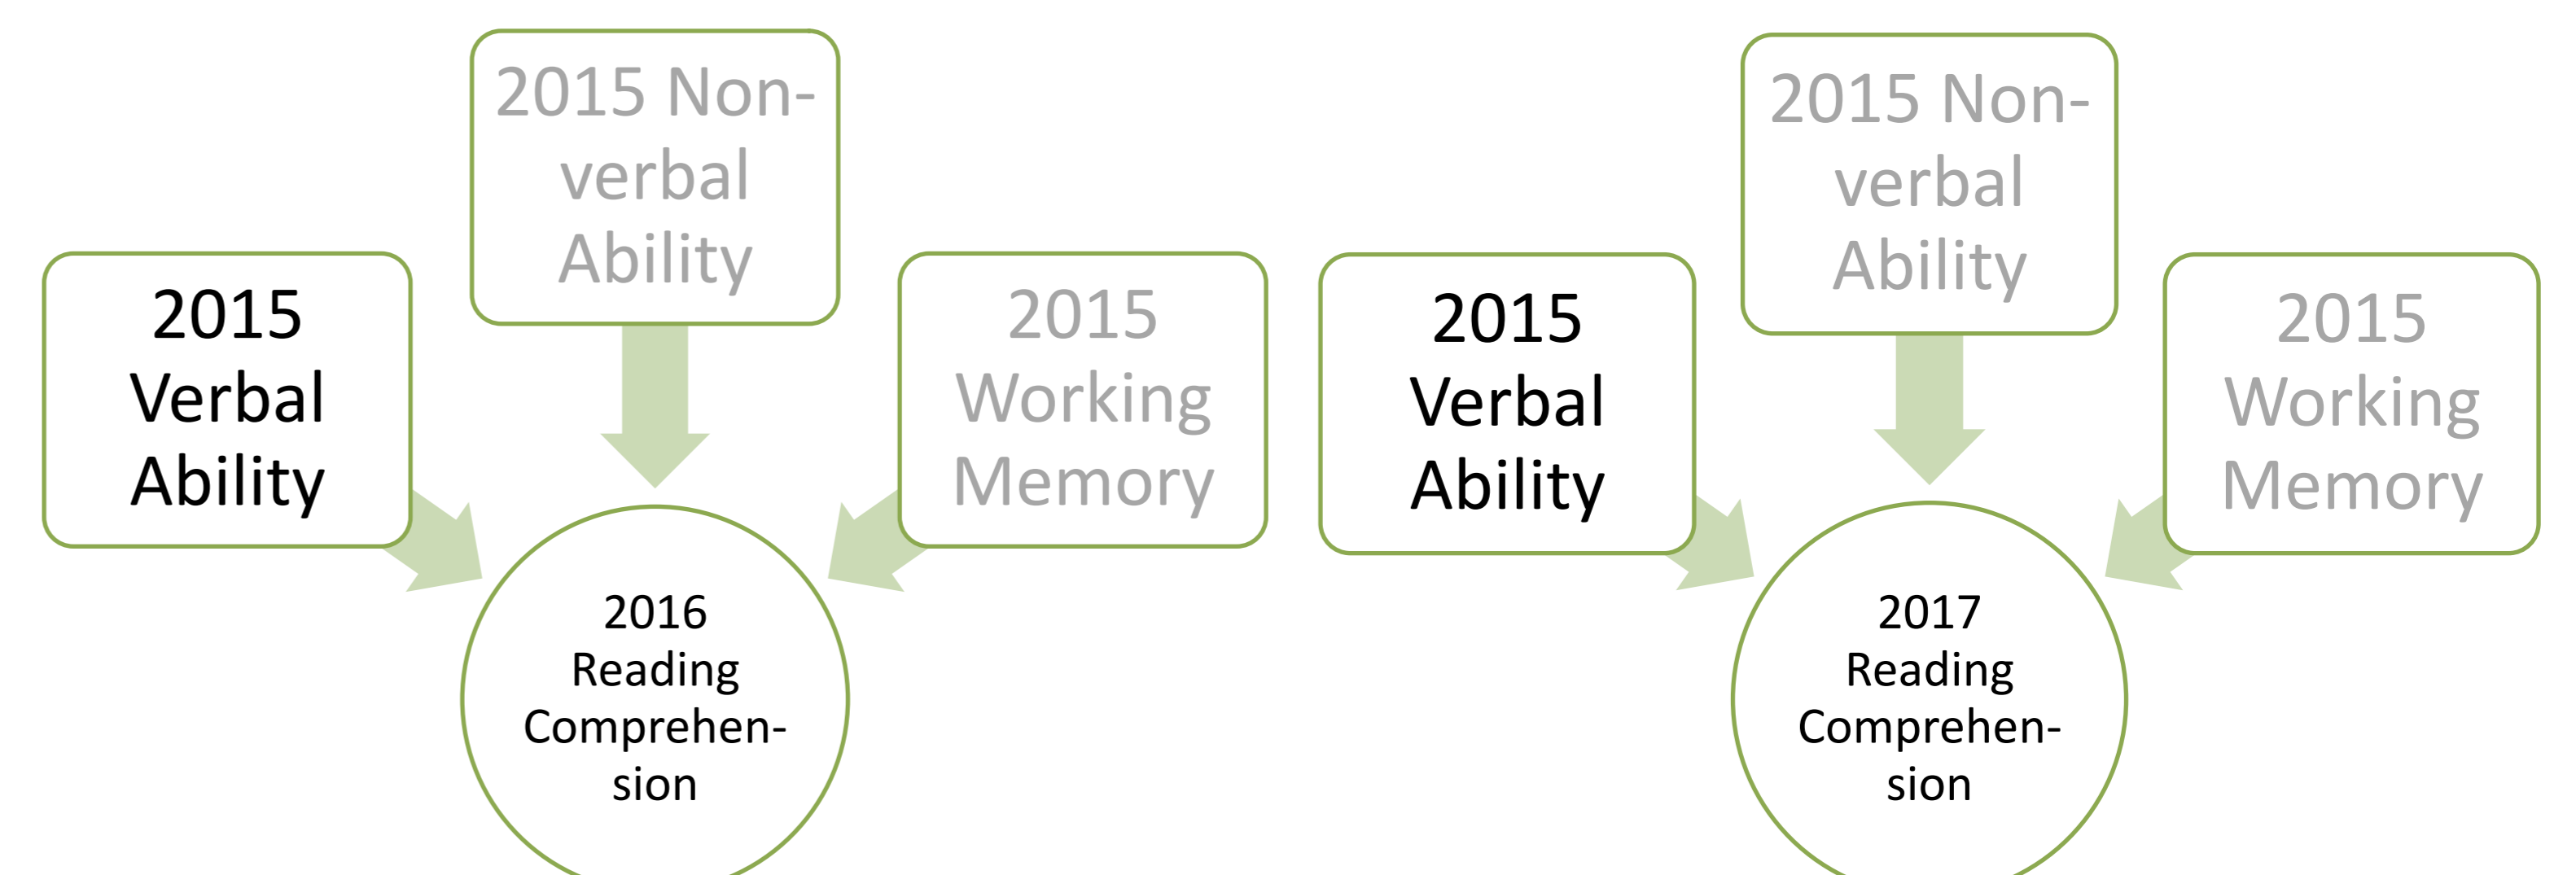 2015 Non-
verbal
Ability
2015
Verbal
Ability
2015
Working
Memory
2016
Reading
Comprehen-
sion
2015 Non-
verbal
Ability
2015
Verbal
Ability
2015
Working
Memory
2017
Reading
Comprehen-
sion